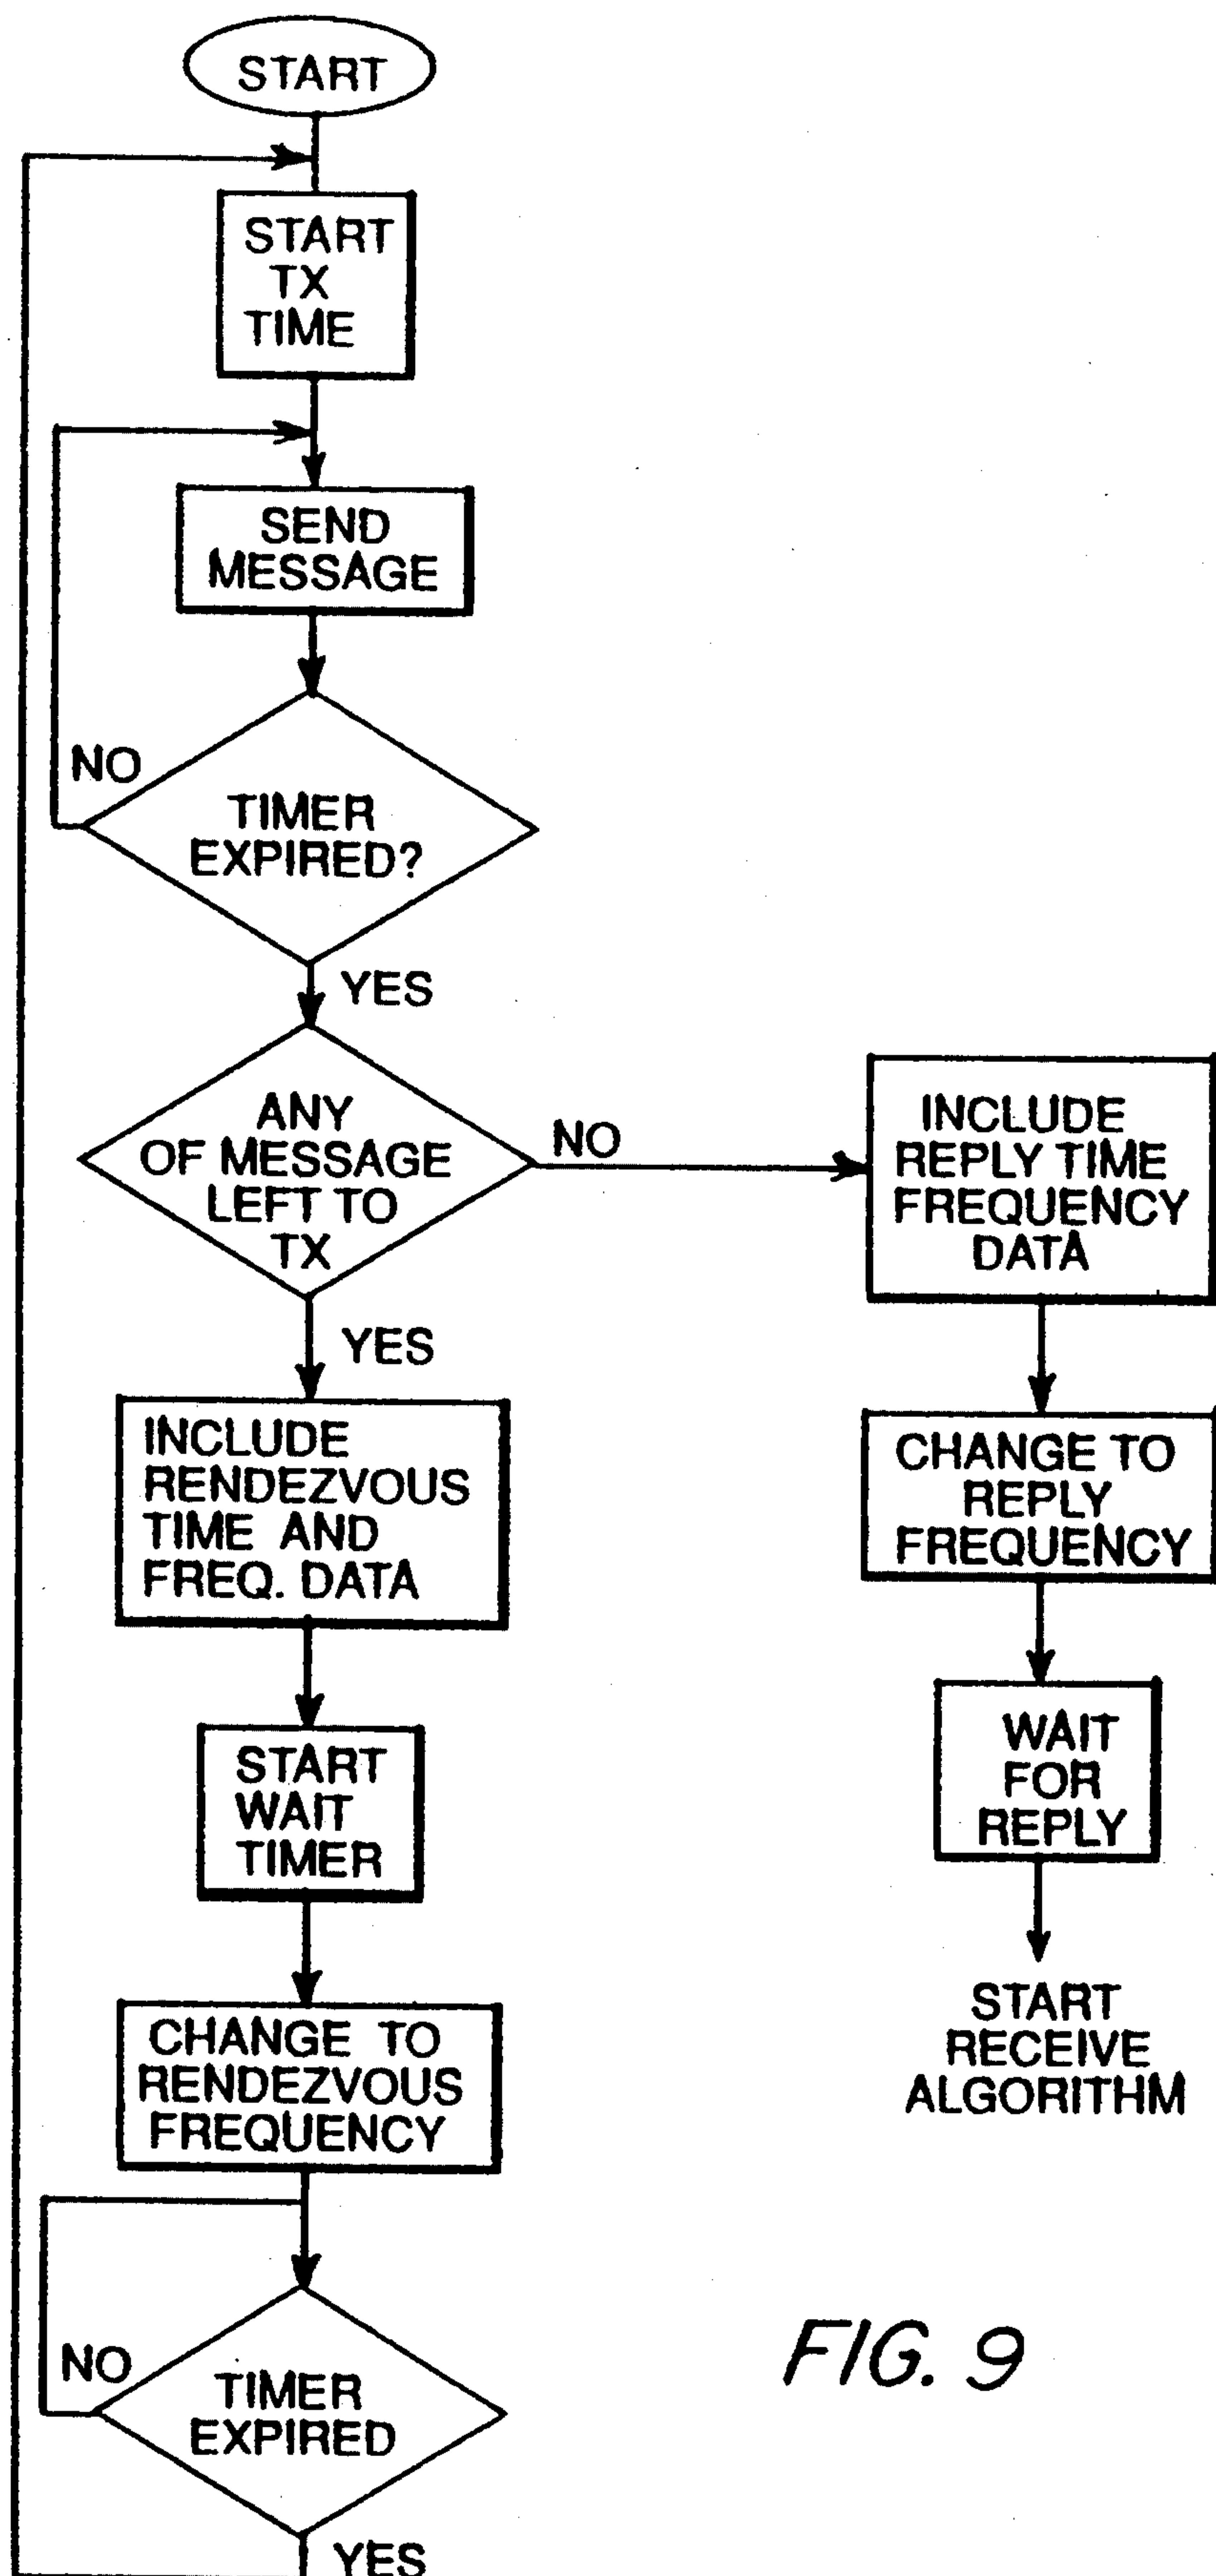 START
START
TX
TIME
SEND
MESSAGE
NO
TIMER
EXPIRED?
YES
ANY
OF MESSAGE
LEFT TO
TX
NO
INCLUDE
REPLY TIME
FREQUENCY
DATA
YES
INCLUDE
RENDEZVOUS
TIME AND
FREQ. DATA
CHANGE TO
REPLY
FREQUENCY
START
WAIT
TIMER
WAIT
FOR
REPLY
CHANGE TO
RENDEZVOUS
FREQUENCY
START
RECEIVE
ALGORITHM
NO
TIMER
EXPIRED
YES
FIG. 9